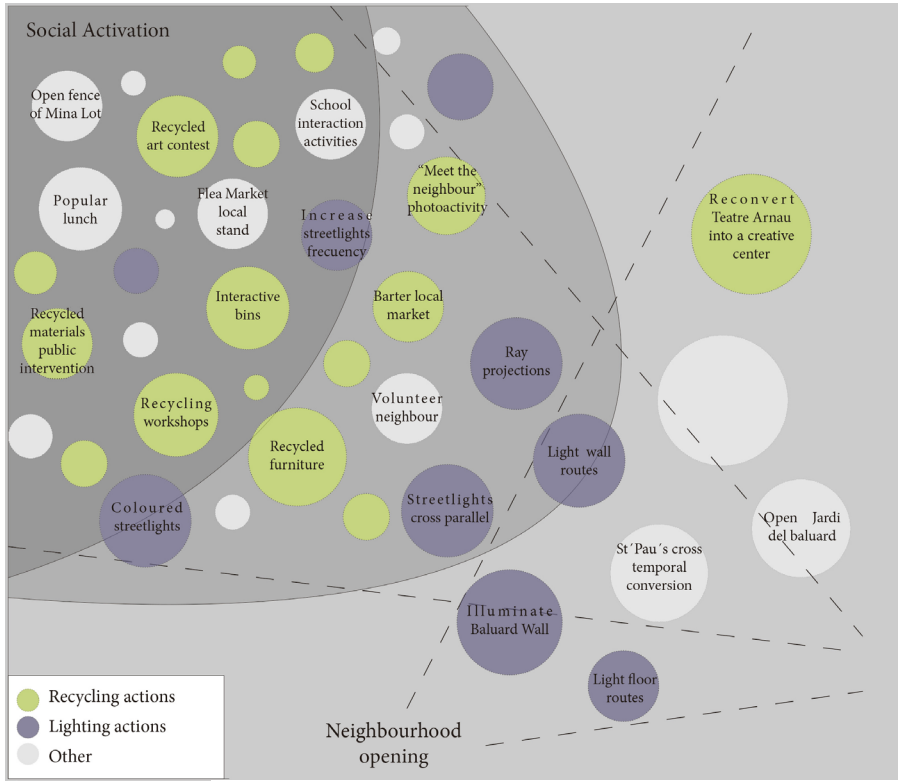 Social Activation
Open fence
of Mina Lot
Recycled
art contest
School
interaction
activities
Popular
lunch
Flea Market
local
stand
Increase
streetlights
frecuency
“Meet the
neighbour”
photoactivity
Reconvert
Teatre Arnau
into a creative
center
Recycled
materials
public
intervention
Interactive
bins
Barter local
market
Ray
projections
Recycling
workshops
Recycled
furniture
Volunteer
neighbour
Light wall
routes
Coloured
streetlights
Streetlights
cross parallel
Open Jardi
del baluard
St´Pau´s cross
temporal
conversion
Illuminate
Baluard Wall
Light floor
routes
Neighbourhood
opening
Recycling actions
Lighting actions
Other